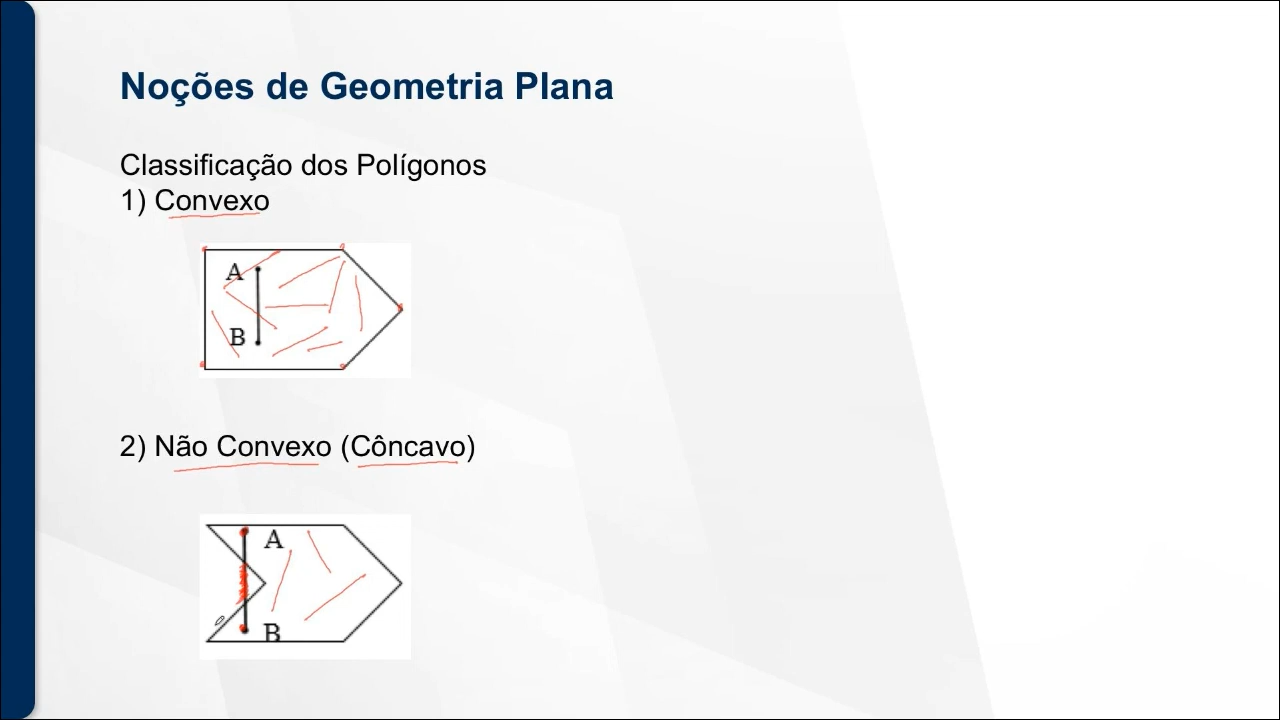 Noções de Geometria Plana
Classificação dos Polígonos
1) Convexo
A
B
2) Não Convexo (Côncavo)
A
B